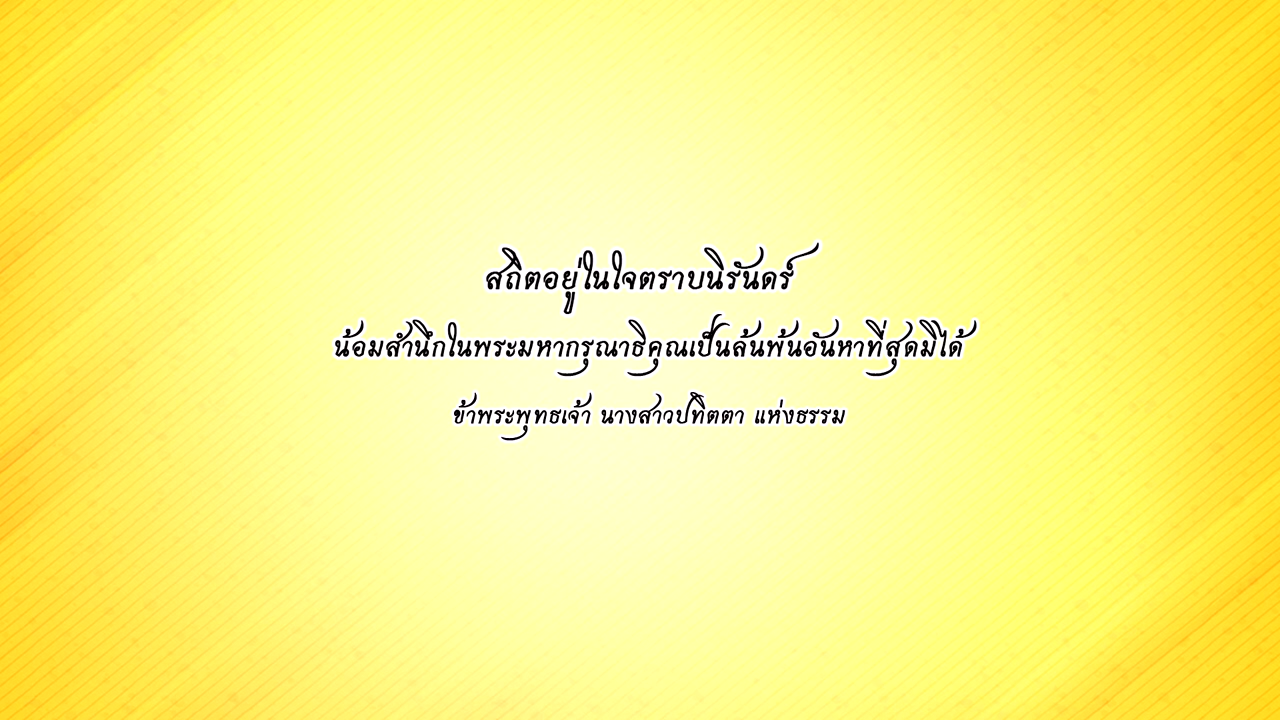 สถิตอยู่ในใจตราบนิรันดร์
น้อมสำนึกในพระมหากรุณาธิคุณเป็นล้นพ้นอันหาที่สุดมิได้
ข้าพระพุทธเจ้า นางสาวปทิตตา แห่งธรรม